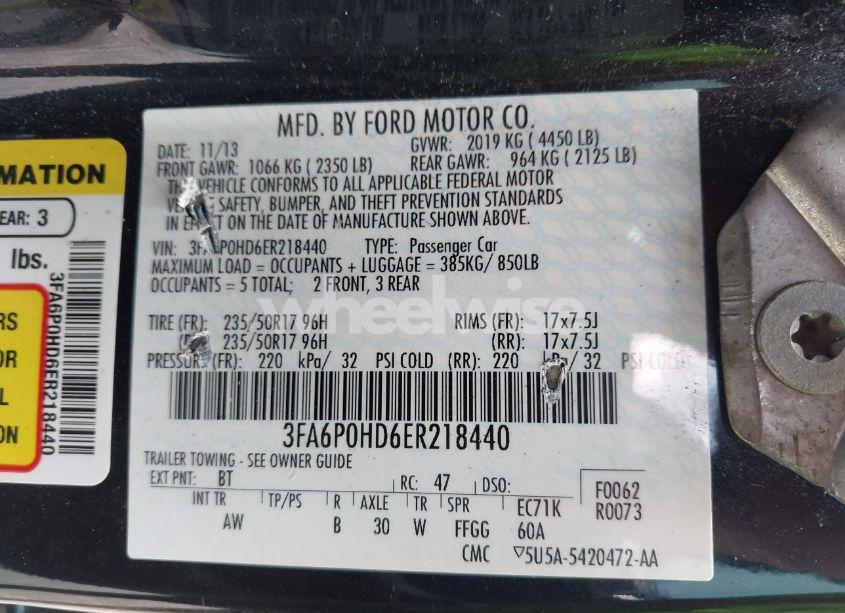 MFD. BY FORD MOTOR CO.
DATE: 11/13 GVWR: 2019 KG ( 4450 LB)
FRONT GAWR: 1066 KG ( 2350 LB) REAR GAWR: 964 KG ( 2125 LB)
VEHICLE CONFORMS TO ALL APPLICABLE FEDERAL MOTOR
SAFETY, BUMPER, AND THEFT PREVENTION STANDARDS
IN EFFECT ON THE DATE OF MANUFACTURE SHOWN ABOVE.
VIN: 3FA6P0HD6ER218440 TYPE: Passenger Car
MAXIMUM LOAD = OCCUPANTS + LUGGAGE = 385KG/ 850LB
OCCUPANTS = 5 TOTAL; 2 FRONT, 3 REAR
TIRE (FR): 235/50R17 96H RIMS (FR): 17x7.5J
235/50R17 96H (RR): 17x7.5J
PRESSURE (FR): 220 kPa/ 32 PSI COLD (RR): 220 kPa/ 32 PSI COLD
3FA6P0HD6ER218440
TRAILER TOWING - SEE OWNER GUIDE
EXT PNT: BT RC: 47 DSO:
F0062
R0073
INT TR TP/PS R AXLE TR SPR EC71K
AW B 30 W FFGG 60A
CMC ▽5U5A-5420472-AA
MATION
EAR: 3
lbs.
RS
OR
L
ON
3FA6P0HD6ER218440
wheelwise